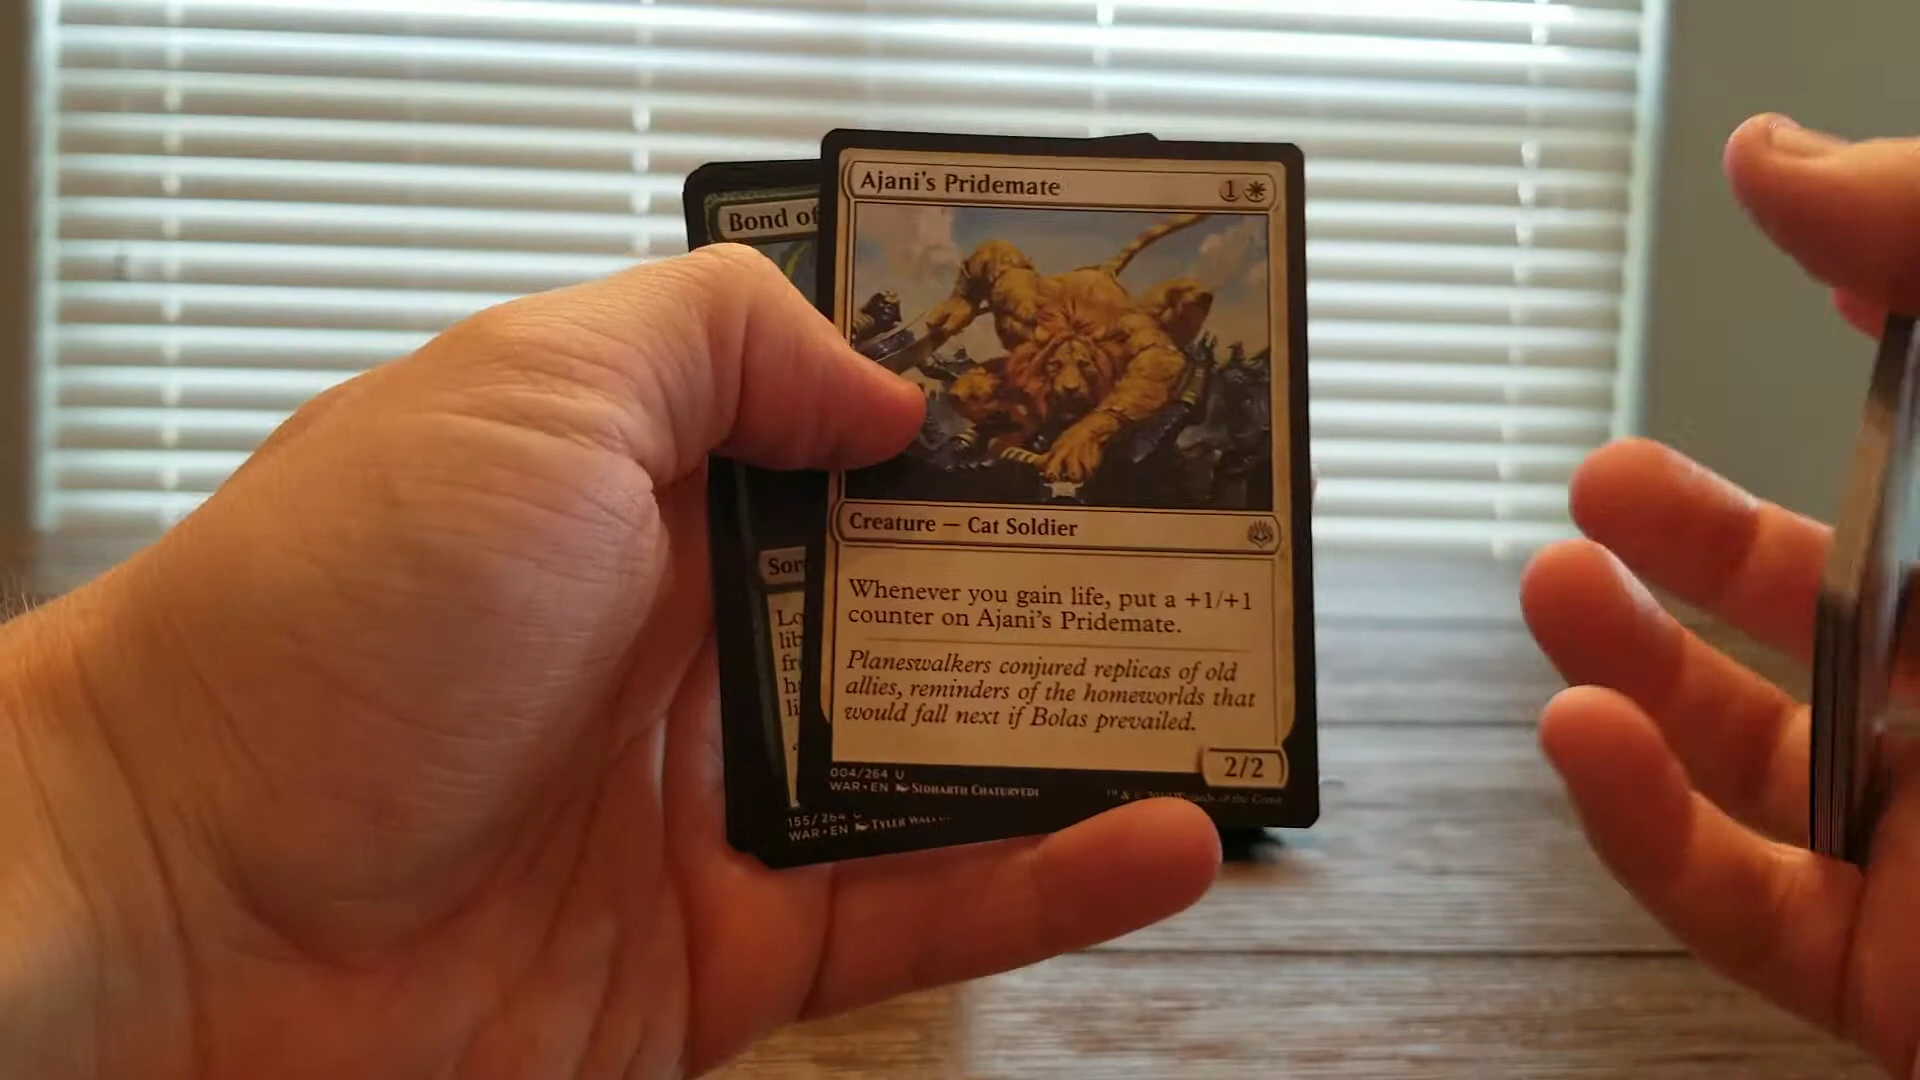 Bond of
Ajani's Pridemate 1
Creature — Cat Soldier
Whenever you gain life, put a +1/+1
counter on Ajani's Pridemate.
Planeswalkers conjured replicas of old
allies, reminders of the homeworlds that
would fall next if Bolas prevailed.
2/2
004/264 U
WAR • EN Sidharth Chaturvedi
155/264
WAR • EN Tyler